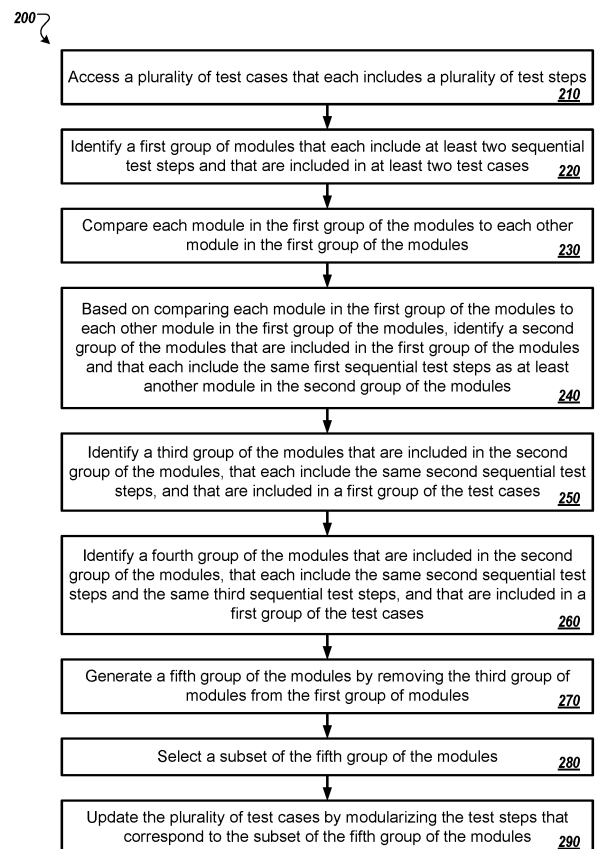 200
Access a plurality of test cases that each includes a plurality of test steps
210
Identify a first group of modules that each include at least two sequential
test steps and that are included in at least two test cases
220
Compare each module in the first group of the modules to each other
module in the first group of the modules
230
Based on comparing each module in the first group of the modules to
each other module in the first group of the modules, identify a second
group of the modules that are included in the first group of the modules
and that each include the same first sequential test steps as at least
another module in the second group of the modules
240
Identify a third group of the modules that are included in the second
group of the modules, that each include the same second sequential test
steps, and that are included in a first group of the test cases
250
Identify a fourth group of the modules that are included in the second
group of the modules, that each include the same second sequential test
steps and the same third sequential test steps, and that are included in a
first group of the test cases
260
Generate a fifth group of the modules by removing the third group of
modules from the first group of modules
270
Select a subset of the fifth group of the modules
280
Update the plurality of test cases by modularizing the test steps that
correspond to the subset of the fifth group of the modules
290